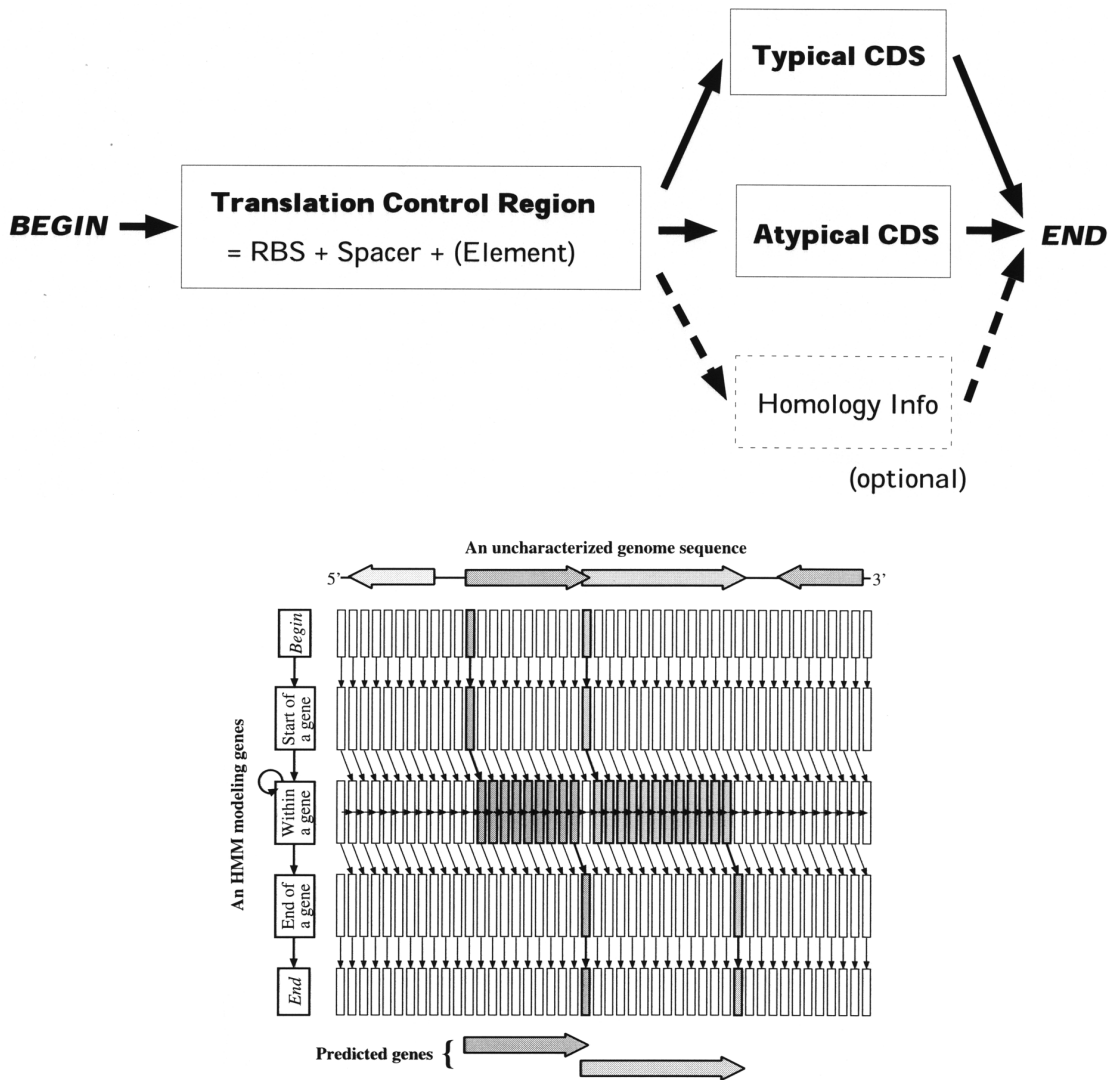 Typical CDS
Translation Control Region
= RBS + Spacer + (Element)
BEGIN
Atypical CDS
END
Homology Info
(optional)
An uncharacterized genome sequence
5’
3’
An HMM modeling genes
Begin
Start of
a gene
Within
a gene
End of
a gene
End
Predicted genes {